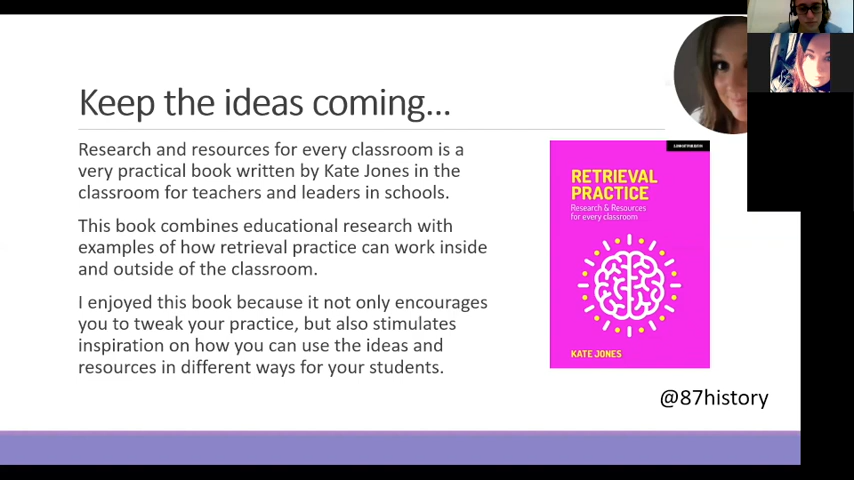 Keep the ideas coming...
Research and resources for every classroom is a
very practical book written by Kate Jones in the
classroom for teachers and leaders in schools.
This book combines educational research with
examples of how retrieval practice can work inside
and outside of the classroom.
I enjoyed this book because it not only encourages
you to tweak your practice, but also stimulates
inspiration on how you can use the ideas and
resources in different ways for your students.
RETRIEVAL
PRACTICE
Research & Resources
for every classroom
KATE JONES
@87history